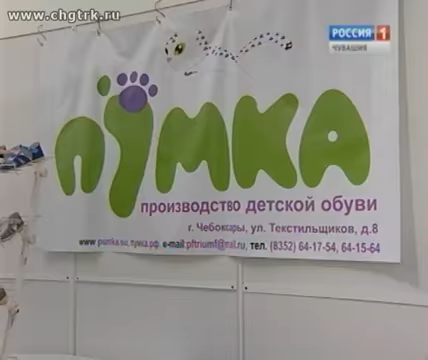 www.chgtrk.ru
РОССИЯ 1
ЧУВАШИЯ
ПУМКА
производство детской обуви
г. Чебоксары, ул. Текстильщиков, д.8
www. pumka.su, пумка.рф. e-mail: pftriumf@mail.ru, тел. (8352) 64-17-54, 64-15-64